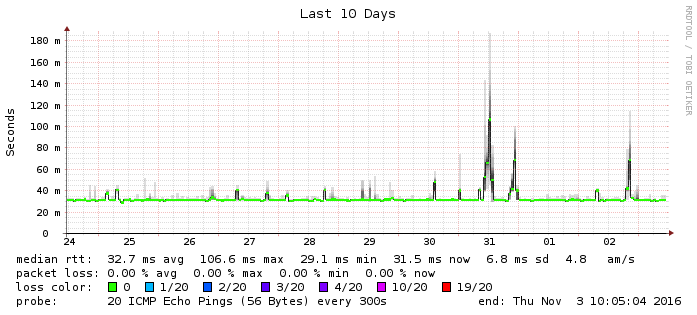 Last 10 Days
RRDTOOL / TOBI OETIKER
Seconds
180 m
160 m
140 m
120 m
100 m
80 m
60 m
40 m
20 m
0
24 25 26 27 28 29 30 31 01 02
median rtt: 32.7 ms avg 106.6 ms max 29.1 ms min 31.5 ms now 6.8 ms sd 4.8 am/s
packet loss: 0.00 % avg 0.00 % max 0.00 % min 0.00 % now
loss color: 0 1/20 2/20 3/20 4/20 10/20 19/20
probe: 20 ICMP Echo Pings (56 Bytes) every 300s end: Thu Nov 3 10:05:04 2016